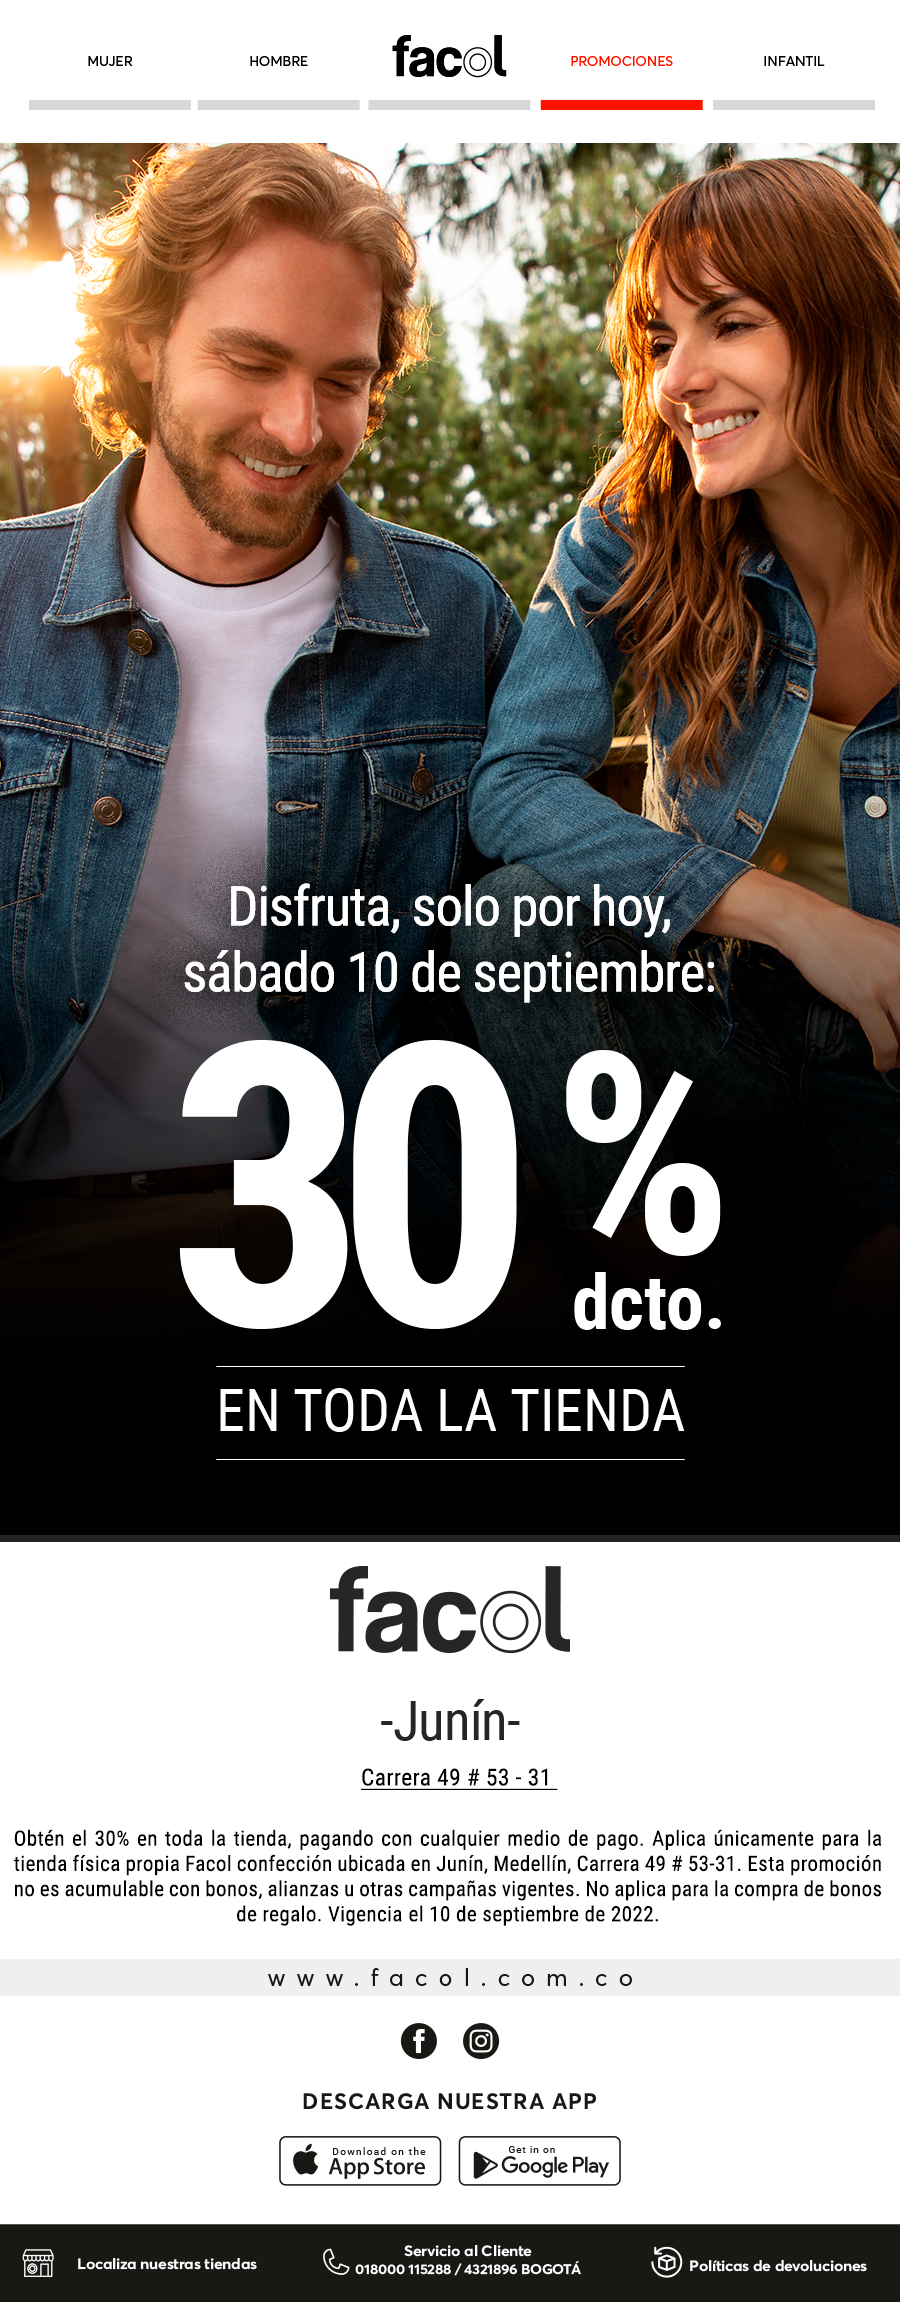 MUJER
HOMBRE
facol
PROMOCIONES
INFANTIL
Disfruta, solo por hoy,
sábado 10 de septiembre:
30%
dcto.
EN TODA LA TIENDA
facol
-Junín-
Carrera 49 # 53 - 31
Obtén el 30% en toda la tienda, pagando con cualquier medio de pago. Aplica únicamente para la
tienda física propia Facol confección ubicada en Junín, Medellín, Carrera 49 # 53-31. Esta promoción
no es acumulable con bonos, alianzas u otras campañas vigentes. No aplica para la compra de bonos
de regalo. Vigencia el 10 de septiembre de 2022.
www.facol.com.co
DESCARGA NUESTRA APP
Download on the
App Store
Get in on
Google Play
Localiza nuestras tiendas
Servicio al Cliente
018000 115288 / 4321896 BOGOTÁ
Políticas de devoluciones